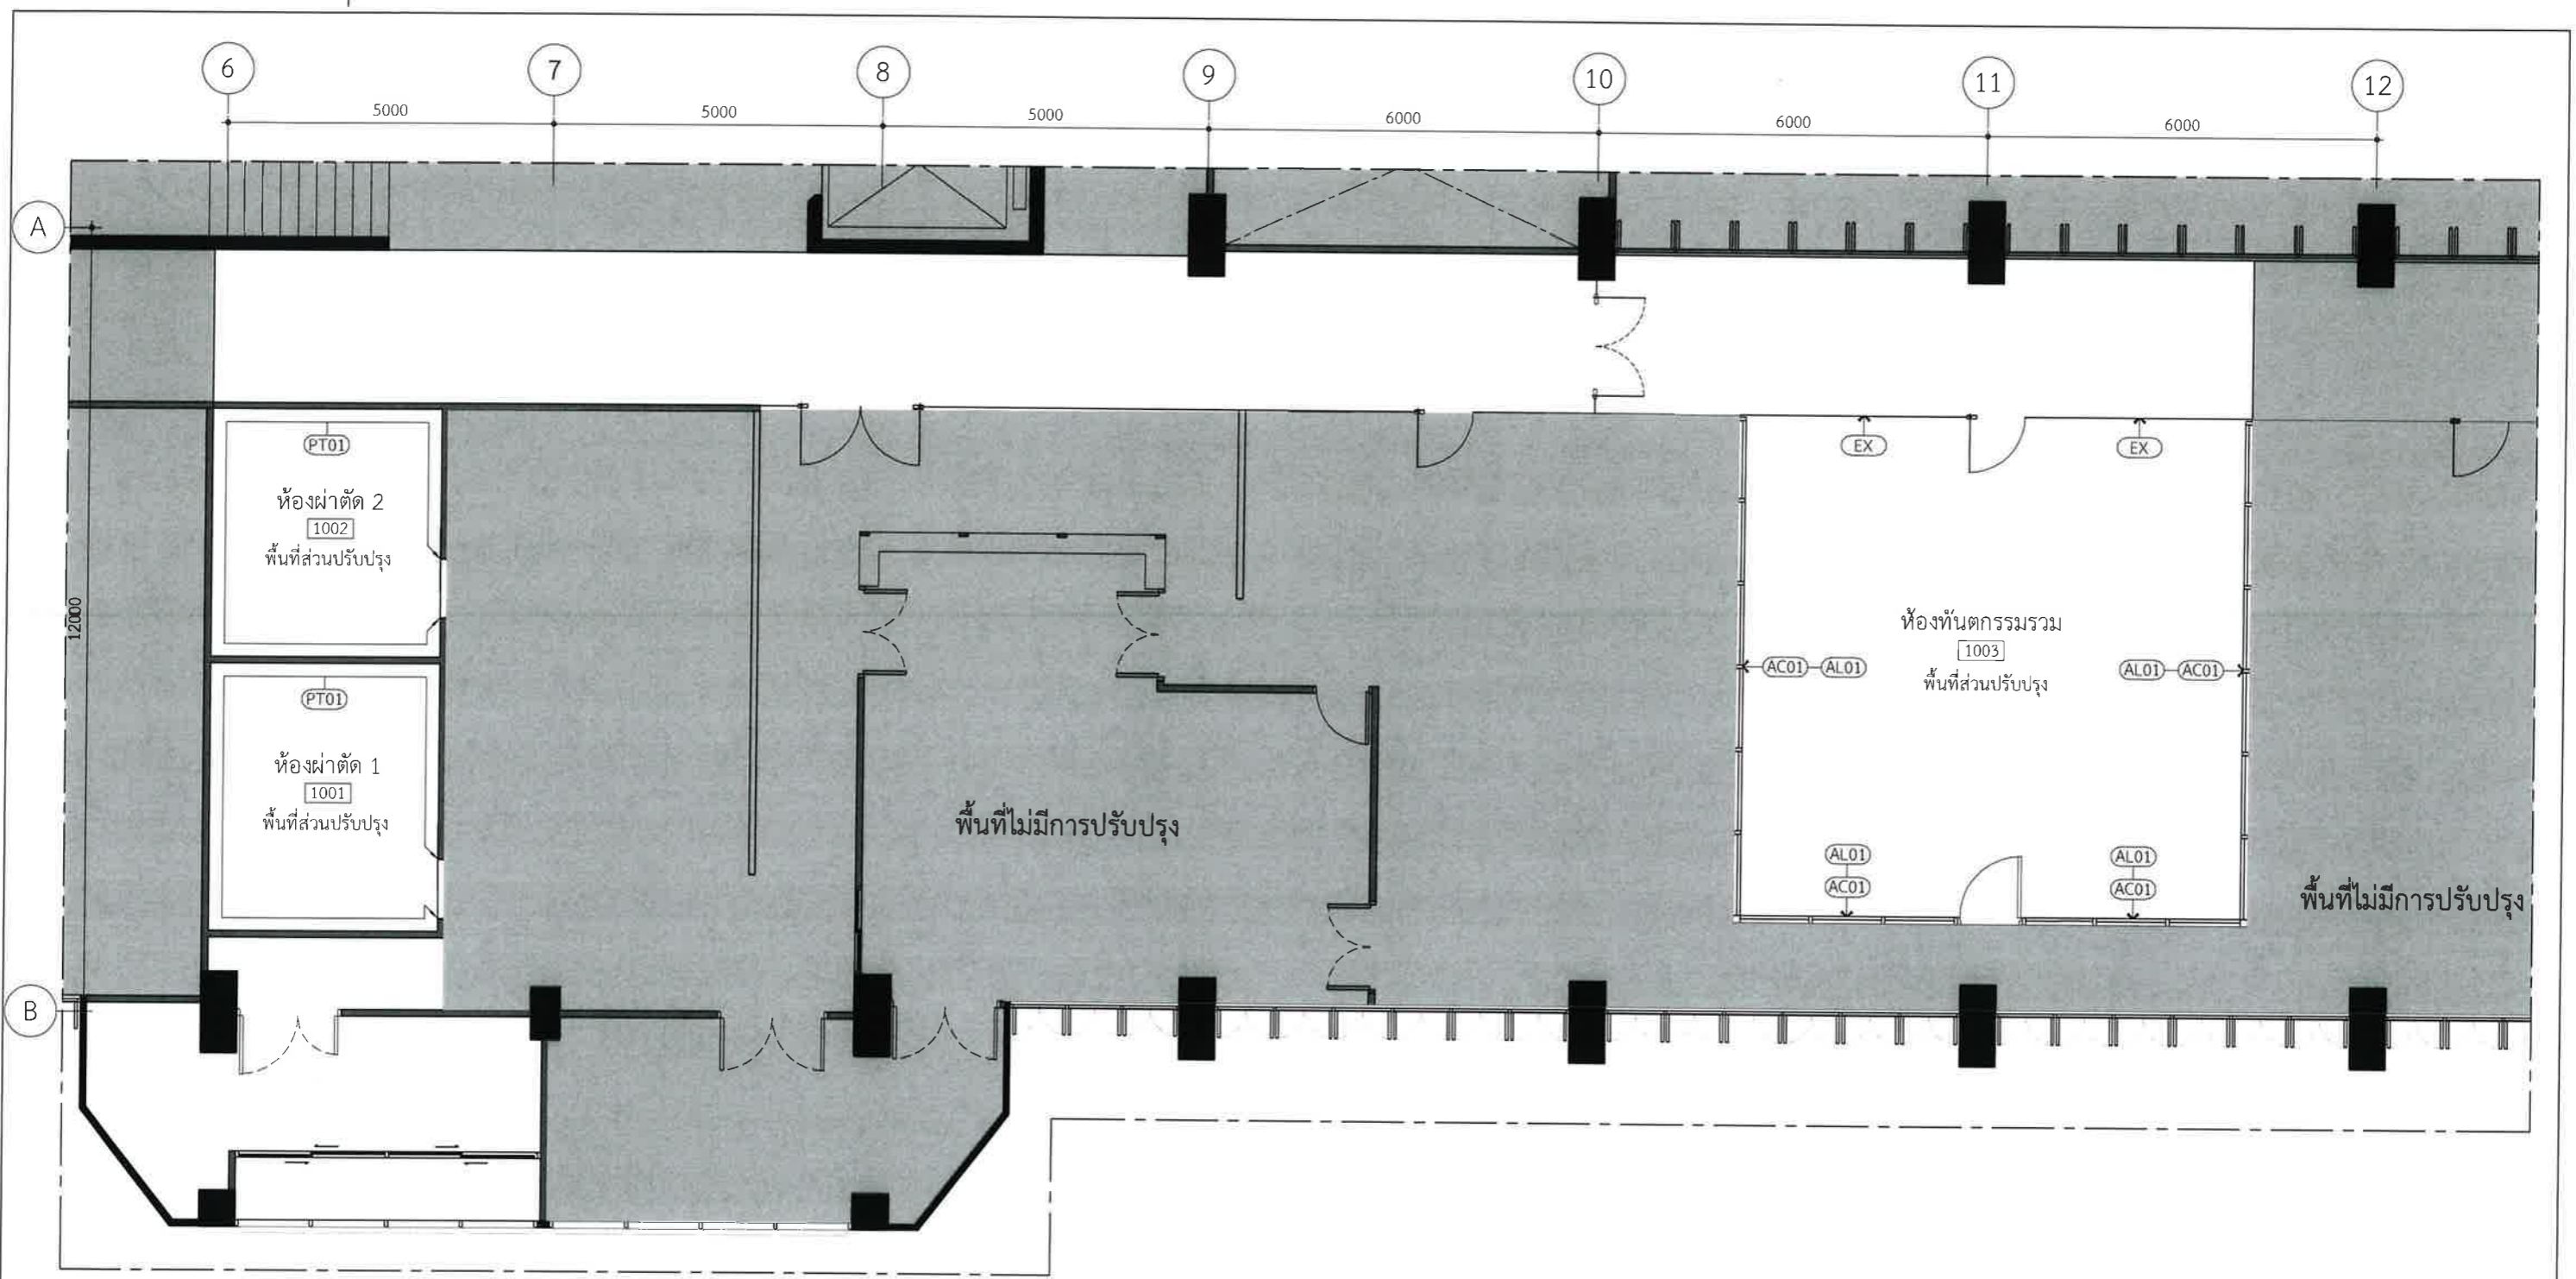 6 7 8 9 10 11 12
5000 5000 5000 6000 6000 6000
A
PT01
ห้องผ่าตัด 2
1002
พื้นที่ส่วนปรับปรุง
EX EX
12000
ห้องทันตกรรมรวม
1003
พื้นที่ส่วนปรับปรุง
AC01 AL01 AL01 AC01
PT01
ห้องผ่าตัด 1
1001
พื้นที่ส่วนปรับปรุง
พื้นที่ไม่มีการปรับปรุง
AL01 AL01
AC01 AC01
พื้นที่ไม่มีการปรับปรุง
B